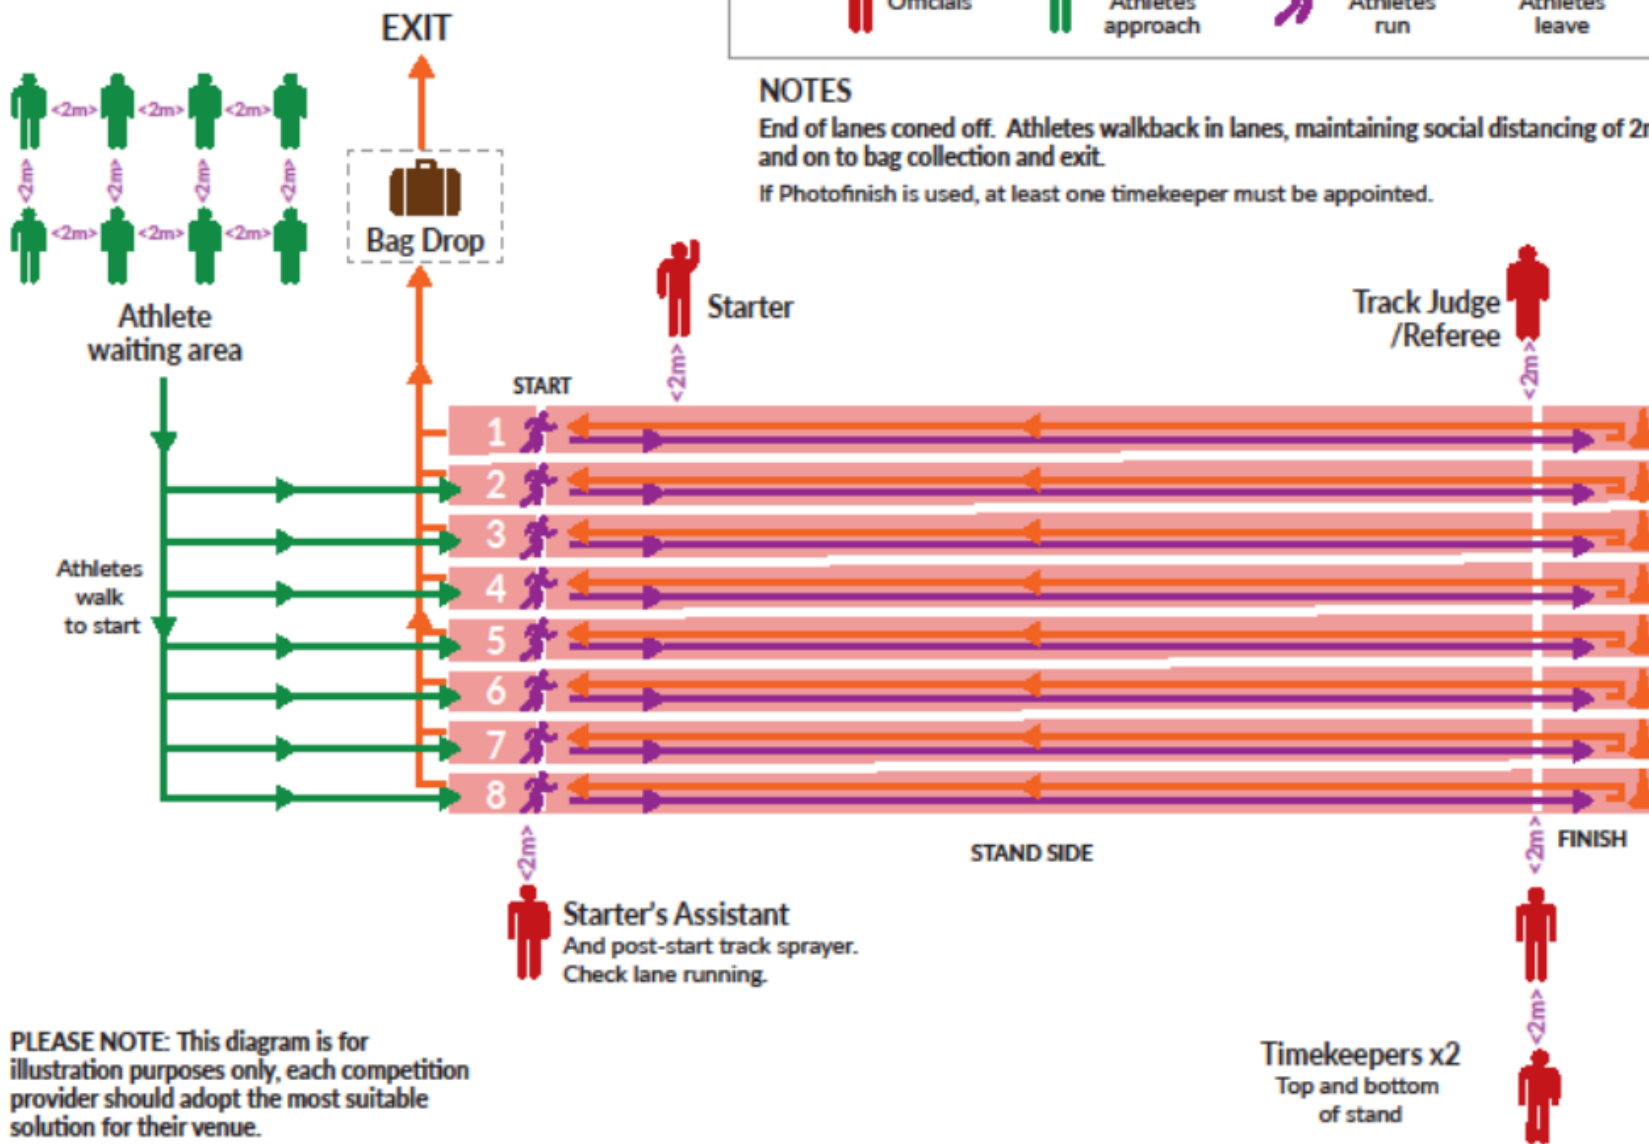 EXIT
Officials
Athletes
approach
Athletes
run
Athletes
leave
<2m> <2m> <2m>
<2m> <2m> <2m> <2m>
<2m> <2m> <2m>
NOTES
End of lanes coned off. Athletes walkback in lanes, maintaining social distancing of
and on to bag collection and exit.
If Photofinish is used, at least one timekeeper must be appointed.
Bag Drop
Athlete
waiting area
Starter
<2m>
Track Judge
/Referee
<2m>
START
1
2
3
4
5
6
7
8
Athletes
walk
to start
<2m>
STAND SIDE
<2m>
FINISH
Starter's Assistant
And post-start track sprayer.
Check lane running.
<2m>
Timekeepers x2
Top and bottom
of stand
PLEASE NOTE: This diagram is for
illustration purposes only, each competition
provider should adopt the most suitable
solution for their venue.